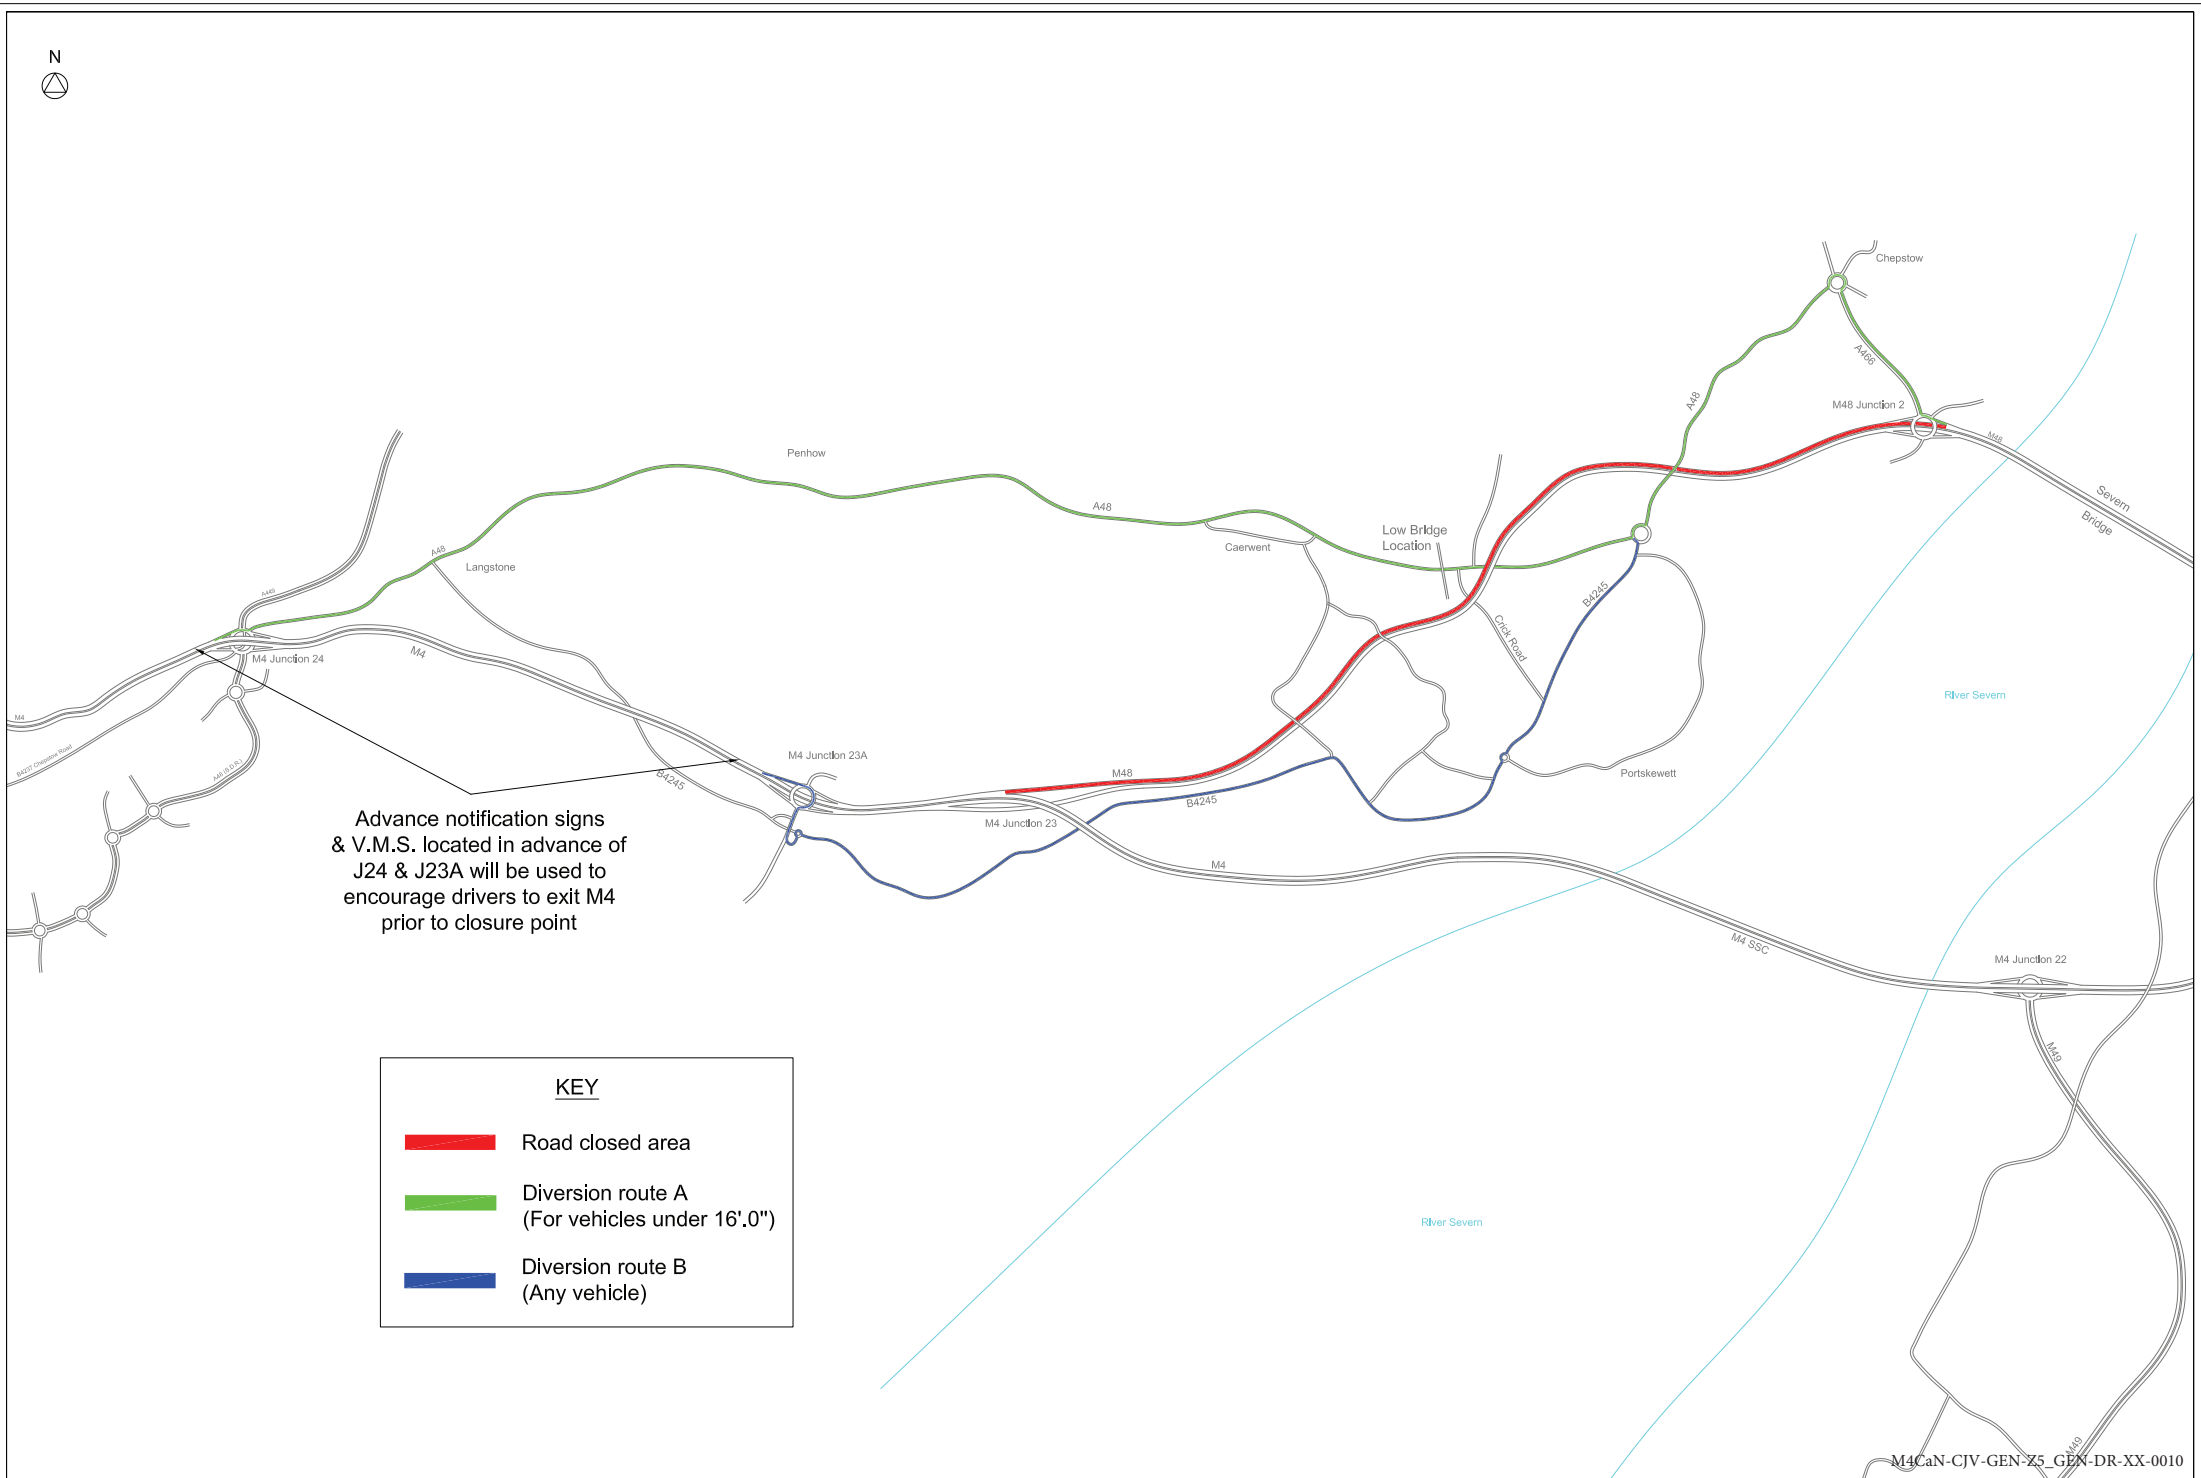 N
Chepstow
A466
A48
M48 Junction 2
M48
Severn
Bridge
Penhow
A48
Low Bridge
Location
Caerwent
A48
Langstone
A449
B4245
Crick Road
M4 Junction 24
M4
M4
River Severn
B4237 Chepstow Road
A48 (S.D.R.)
M4 Junction 23A
B4245
M48
B4245
Portskewett
M4 Junction 23
Advance notification signs
& V.M.S. located in advance of
J24 & J23A will be used to
encourage drivers to exit M4
prior to closure point
M4
M4 SSC
M4 Junction 22
M49
KEY
Road closed area
Diversion route A
(For vehicles under 16'.0")
Diversion route B
(Any vehicle)
River Severn
M49
M4CaN-CJV-GEN-Z5_GEN-DR-XX-0010